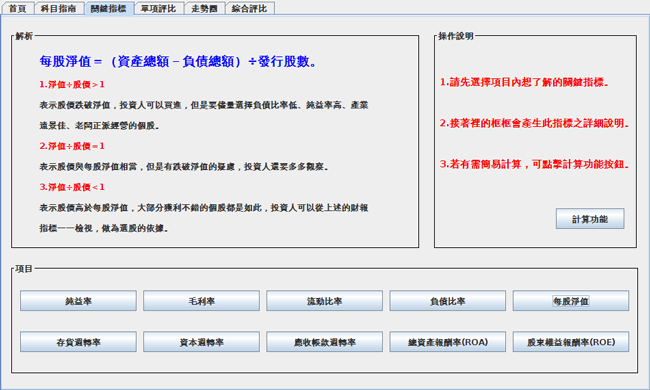 首頁 科目指南 關鍵指標 單項評比 走勢圖 綜合評比
解析
每股淨值＝（資產總額－負債總額）÷發行股數。
1.淨值÷股價＞1
表示股價跌破淨值，投資人可以買進，但是要儘量選擇負債比率低、純益率高、產業
遠景佳、老闆正派經營的個股。
2.淨值÷股價＝1
表示股價與每股淨值相當，但是有跌破淨值的疑慮，投資人還要多多觀察。
3.淨值÷股價＜1
表示股價高於每股淨值，大部分獲利不錯的個股都是如此，投資人可以從上述的財報
指標一一檢視，做為選股的依據。
操作說明
1.請先選擇項目內想了解的關鍵指標。
2.接著裡的框框會產生此指標之詳細說明。
3.若有需簡易計算，可點擊計算功能按鈕。
計算功能
項目
純益率 毛利率 流動比率 負債比率 每股淨值
存貨週轉率 資本週轉率 應收帳款週轉率 總資產報酬率(ROA) 股東權益報酬率(ROE)